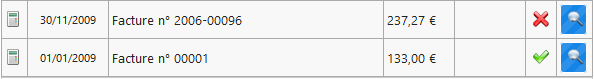 30/11/2009 Facture n° 2006-00096 237,27 €
01/01/2009 Facture n° 00001 133,00 €